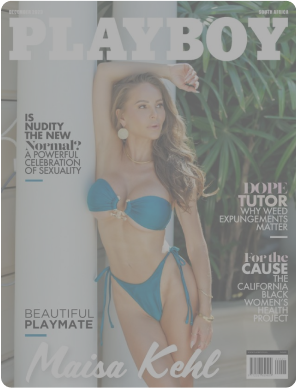 PLAYBOY
SOUTH AFRICA
IS
NUDITY
THE NEW
Normal?
A POWERFUL
CELEBRATION
OF SEXUALITY
DOPE
TUTOR
WHY WEED
EXPUNGEMENTS
MATTER
For the
CAUSE
THE
CALIFORNIA
BLACK
WOMEN'S
HEALTH
PROJECT
BEAUTIFUL
PLAYMATE
Maisa Kehl